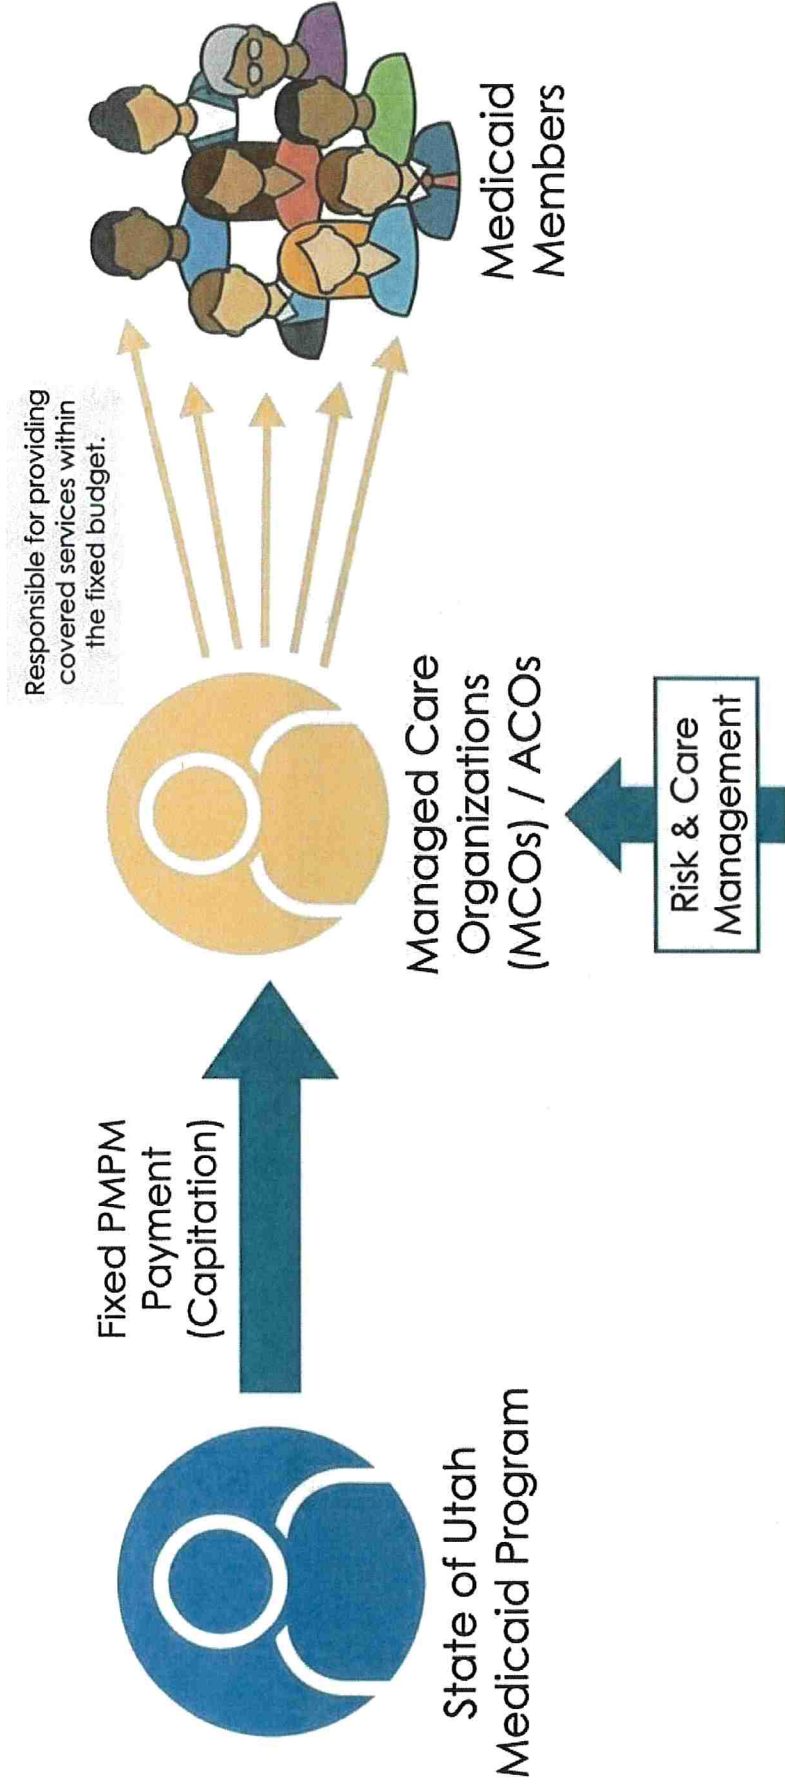 State of Utah
Medicaid Program
Fixed PMPM
Payment
(Capitation)
Managed Care
Organizations
(MCOs) / ACOs
Risk & Care
Management
Responsible for providing
covered services within
the fixed budget.
Medicaid
Members